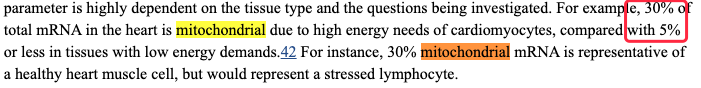 parameter is highly dependent on the tissue type and the questions being investigated. For example, 30% of
total mRNA in the heart is mitochondrial due to high energy needs of cardiomyocytes, compared with 5%
or less in tissues with low energy demands.42 For instance, 30% mitochondrial mRNA is representative of
a healthy heart muscle cell, but would represent a stressed lymphocyte.